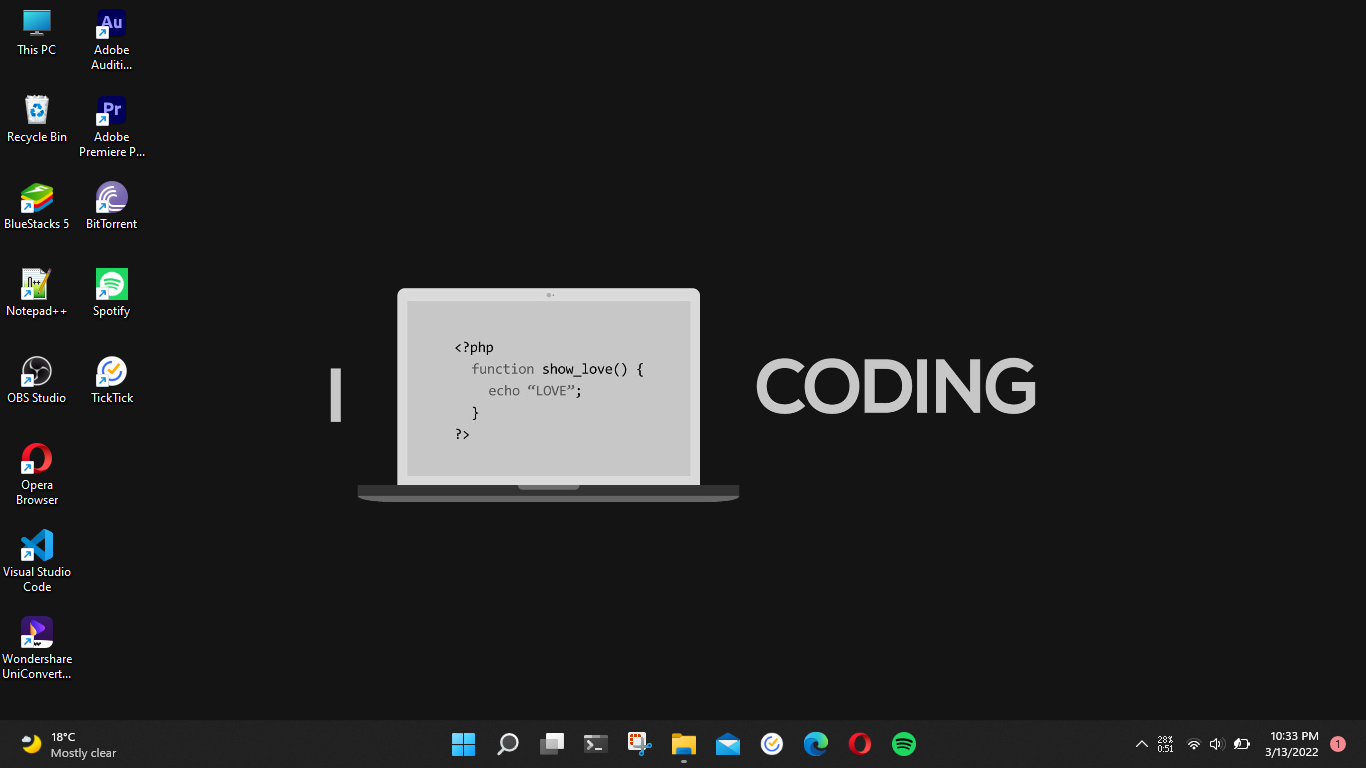 This PC
Adobe
Auditi...
Recycle Bin
Adobe
Premiere P...
BlueStacks 5
BitTorrent
Notepad++
Spotify
OBS Studio
TickTick
Opera
Browser
Visual Studio
Code
Wondershare
UniConvert...
Au
Pr
I
<?php
function show_love() {
echo “LOVE”;
}
?>
CODING
18°C
Mostly clear
28%
0:51
10:33 PM
3/13/2022
1